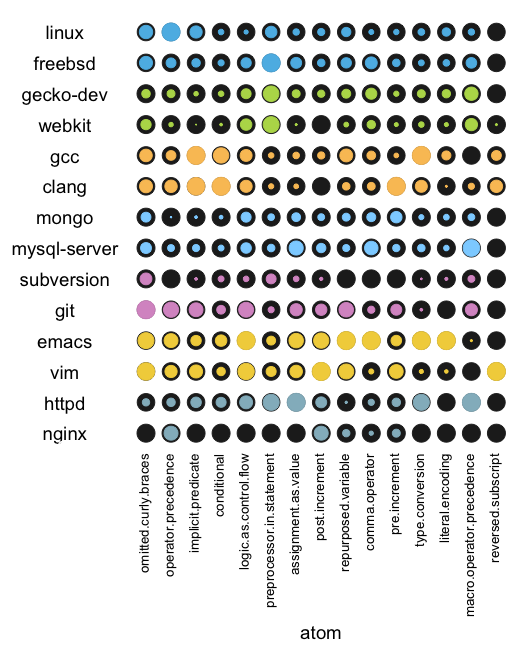 linux
freebsd
gecko-dev
webkit
gcc
clang
mongo
mysql-server
subversion
git
emacs
vim
httpd
nginx
omitted.curly.braces
operator.precedence
implicit.predicate
conditional
logic.as.control.flow
preprocessor.in.statement
assignment.as.value
post.increment
repurposed.variable
comma.operator
pre.increment
type.conversion
literal.encoding
macro.operator.precedence
reversed.subscript
atom